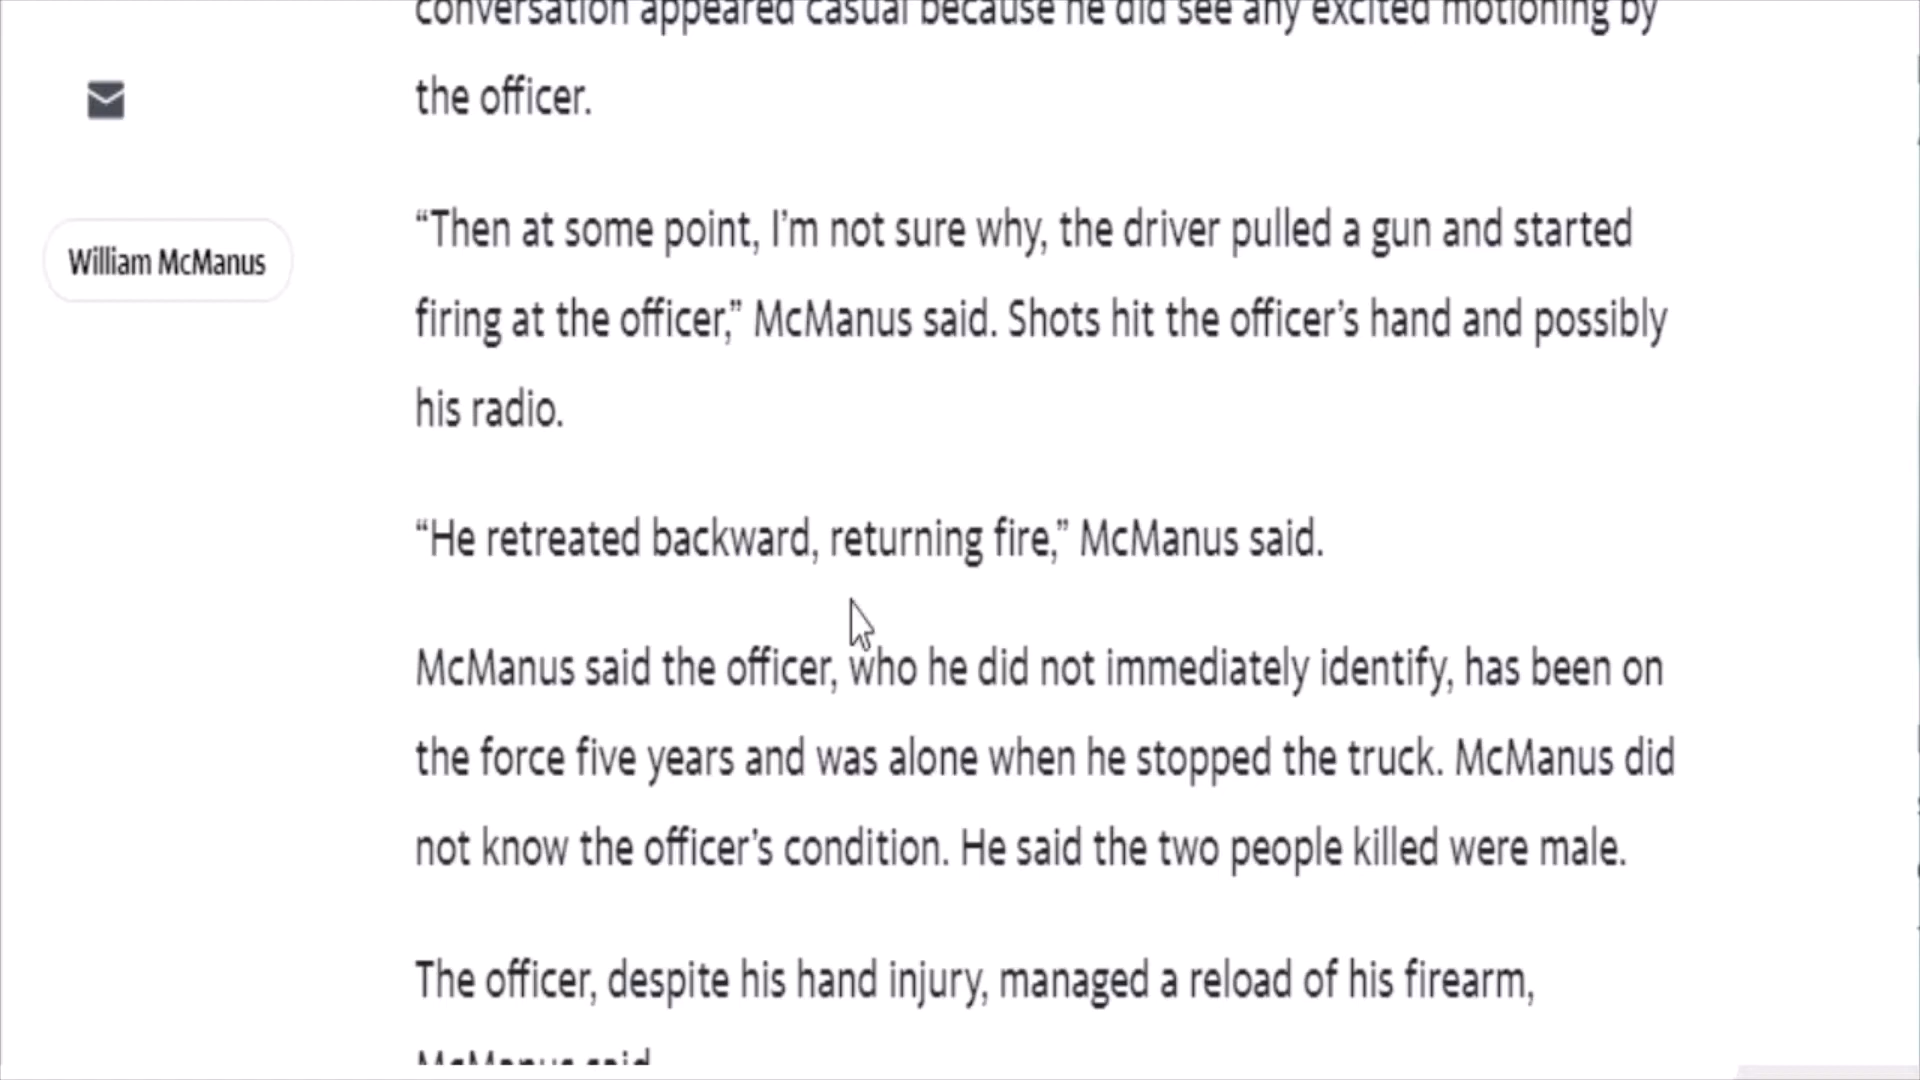 conversation appeared casual because he did see any excited motioning by
the officer.
William McManus
“Then at some point, I’m not sure why, the driver pulled a gun and started
firing at the officer,” McManus said. Shots hit the officer’s hand and possibly
his radio.
“He retreated backward, returning fire,” McManus said.
McManus said the officer, who he did not immediately identify, has been on
the force five years and was alone when he stopped the truck. McManus did
not know the officer’s condition. He said the two people killed were male.
The officer, despite his hand injury, managed a reload of his firearm,
McManus said